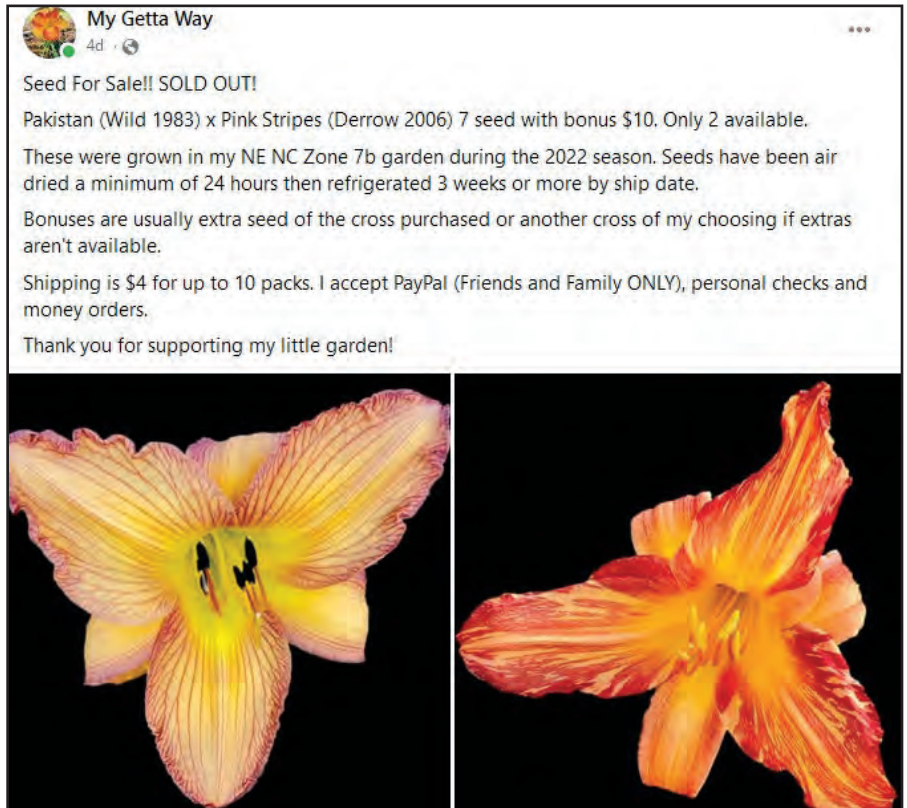 My Getta Way
4d
Seed For Sale!! SOLD OUT!
Pakistan (Wild 1983) x Pink Stripes (Derrow 2006) 7 seed with bonus $10. Only 2 available.
These were grown in my NE NC Zone 7b garden during the 2022 season. Seeds have been air
dried a minimum of 24 hours then refrigerated 3 weeks or more by ship date.
Bonuses are usually extra seed of the cross purchased or another cross of my choosing if extras
aren't available.
Shipping is $4 for up to 10 packs. I accept PayPal (Friends and Family ONLY), personal checks and
money orders.
Thank you for supporting my little garden!